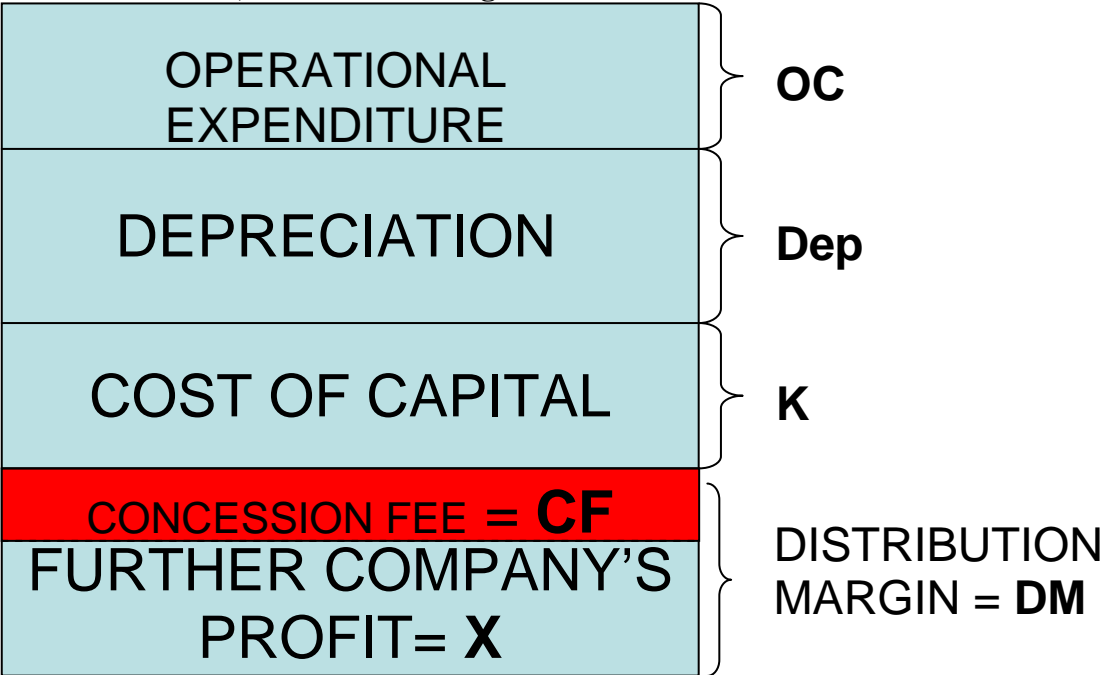 OPERATIONAL
EXPENDITURE
OC
DEPRECIATION
Dep
COST OF CAPITAL
K
CONCESSION FEE = CF
FURTHER COMPANY'S
PROFIT= X
DISTRIBUTION
MARGIN = DM